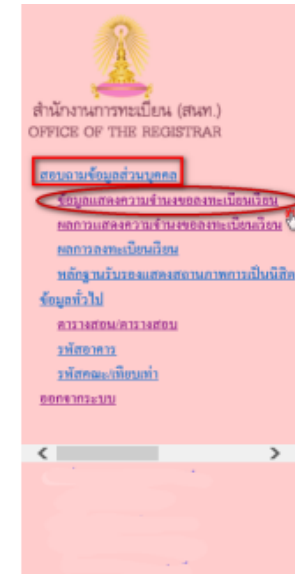 สำนักงานการทะเบียน (สนท.)
OFFICE OF THE REGISTRAR
สอบถามข้อมูลส่วนบุคคล
ข้อมูลแสดงความจำนงขอลงทะเบียนเรียน
ผลการแสดงความจำนงขอลงทะเบียนเรียน
ผลการลงทะเบียนเรียน
หลักฐานรับรองแสดงสถานภาพการเป็นนิสิต
ข้อมูลทั่วไป
ตารางสอน/ตารางสอบ
รหัสอาคาร
รหัสคณะ/เทียบเท่า
ออกจากระบบ